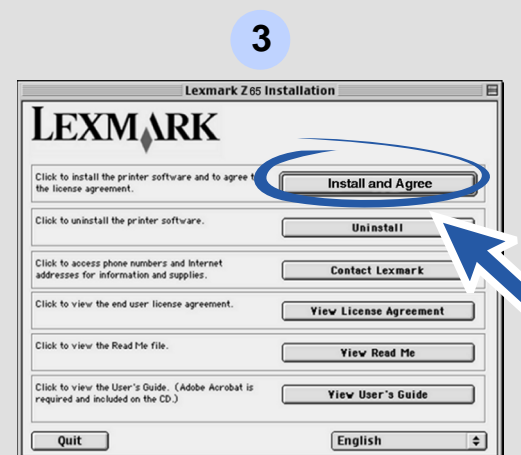 3
Lexmark Z65 Installation
LEXMARK
Click to install the printer software and to agree
the license agreement.
Install and Agree
Click to uninstall the printer software.
Uninstall
Click to access phone numbers and Internet
addresses for information and supplies.
Contact Lexmark
Click to view the end user license agreement.
View License Agreement
Click to view the Read Me file.
View Read Me
Click to view the User's Guide. (Adobe Acrobat is
required and included on the CD.)
View User's Guide
Quit
English